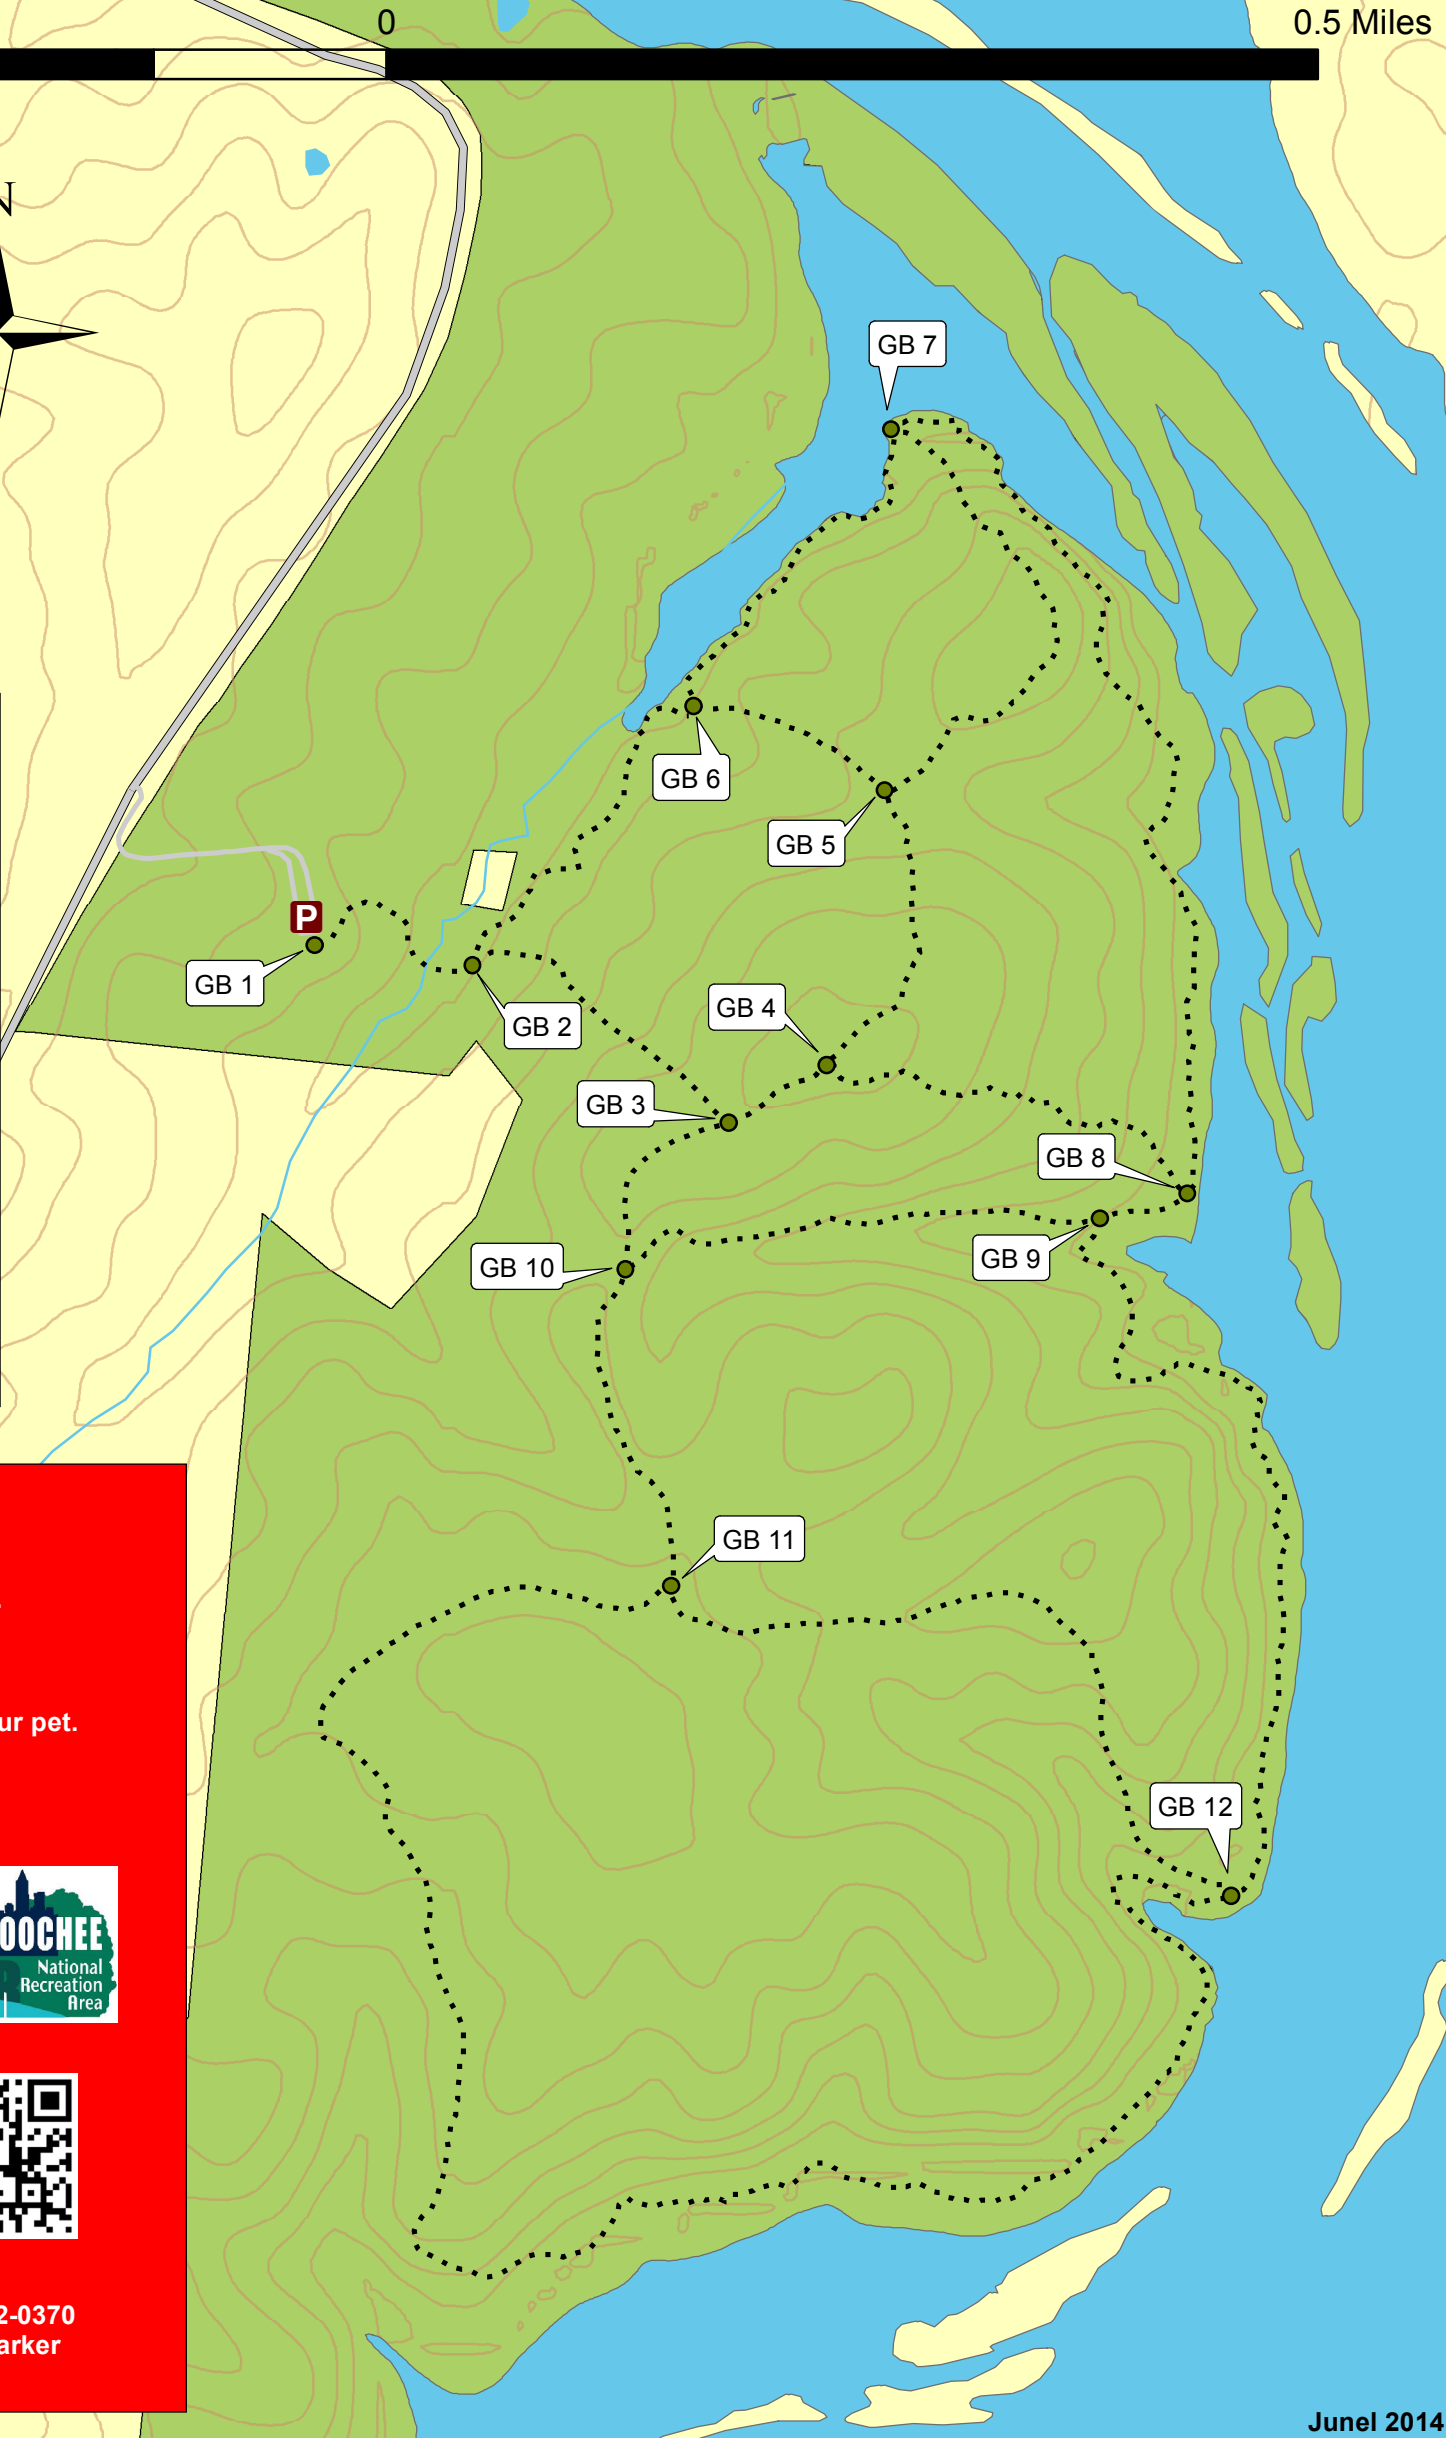 0
0.5 Miles
N
GB 7
GB 6
GB 5
P
GB 1
GB 2
GB 4
GB 3
GB 8
GB 9
GB 10
GB 11
ur pet.
GB 12
OOCHEE
National
Recreation
Area
2-0370
arker
Junel 2014